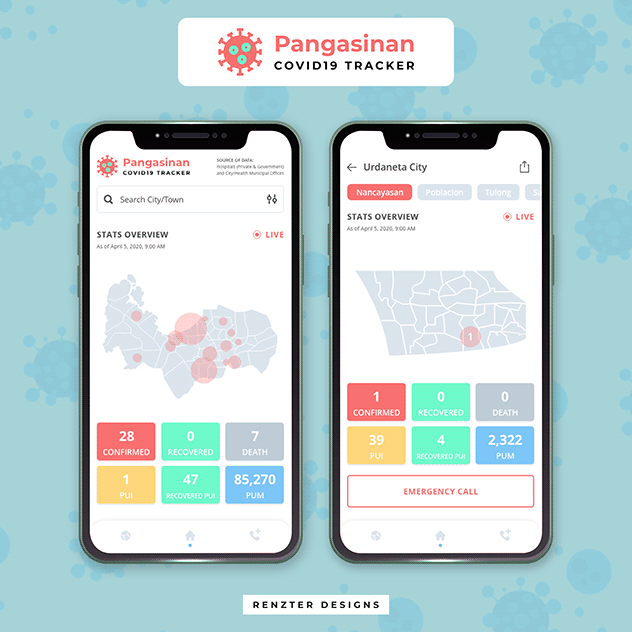 Pangasinan
COVID19 TRACKER
Pangasinan
COVID19 TRACKER
SOURCE OF DATA:
Hospitals (Private & Government)
and City/Health Municipal Offices
Search City/Town
STATS OVERVIEW
LIVE
As of April 5, 2020, 9:00 AM
28
CONFIRMED
0
RECOVERED
7
DEATH
1
PUI
47
RECOVERED PUI
85,270
PUM
Urdaneta City
Nancayasan
Poblacion
Tulong
Sa
STATS OVERVIEW
LIVE
As of April 5, 2020, 9:00 AM
1
1
CONFIRMED
0
RECOVERED
0
DEATH
39
PUI
4
RECOVERED PUI
2,322
PUM
EMERGENCY CALL
RENZTER DESIGNS